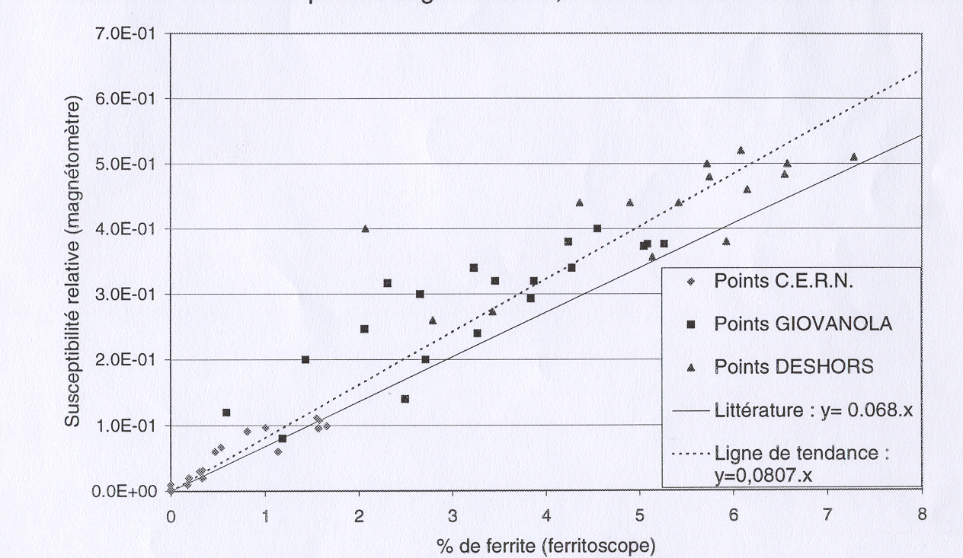 7.0E-01
6.0E-01
5.0E-01
4.0E-01
3.0E-01
2.0E-01
1.0E-01
0.0E+00
Susceptibilité relative (magnétomètre)
Points C.E.R.N.
Points GIOVANOLA
Points DESHORS
Littérature : y= 0.068.x
Ligne de tendance :
y=0,0807.x
0 1 2 3 4 5 6 7 8
% de ferrite (ferritoscope)